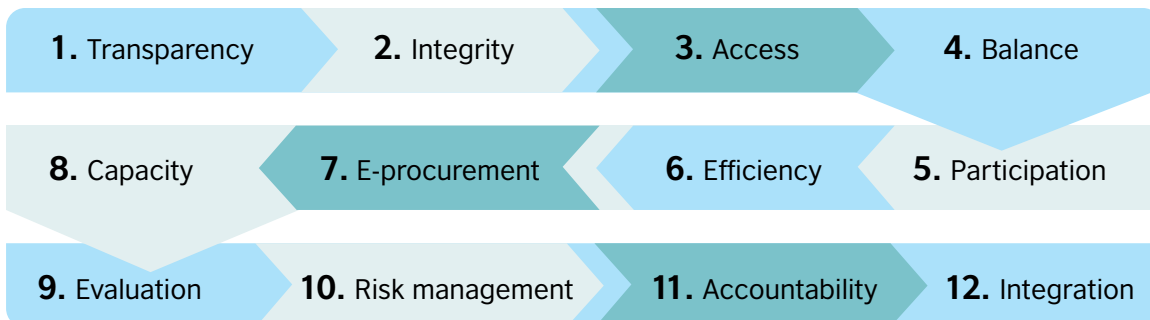 1. Transparency
2. Integrity
3. Access
4. Balance
5. Participation
6. Efficiency
7. E-procurement
8. Capacity
9. Evaluation
10. Risk management
11. Accountability
12. Integration